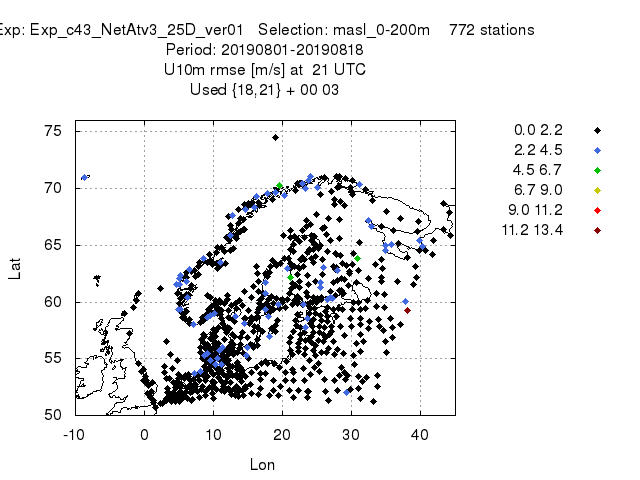 Exp: Exp_c43_NetAtv3_25D_ver01 Selection: masl_0-200m 772 stations
Period: 20190801-20190818
U10m rmse [m/s] at 21 UTC
Used {18,21} + 00 03
0.0 2.2
2.2 4.5
4.5 6.7
6.7 9.0
9.0 11.2
11.2 13.4
75
70
65
60
55
50
Lat
-10 0 10 20 30 40
Lon